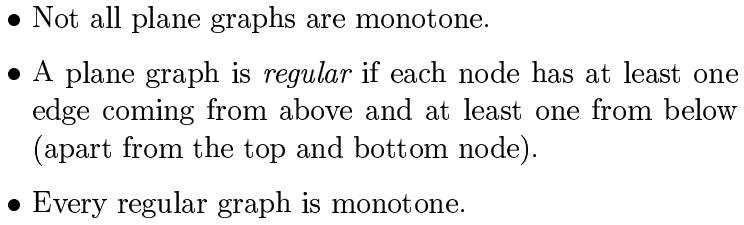 • Not all plane graphs are monotone.
• A plane graph is regular if each node has at least one
edge coming from above and at least one from below
(apart from the top and bottom node).
• Every regular graph is monotone.